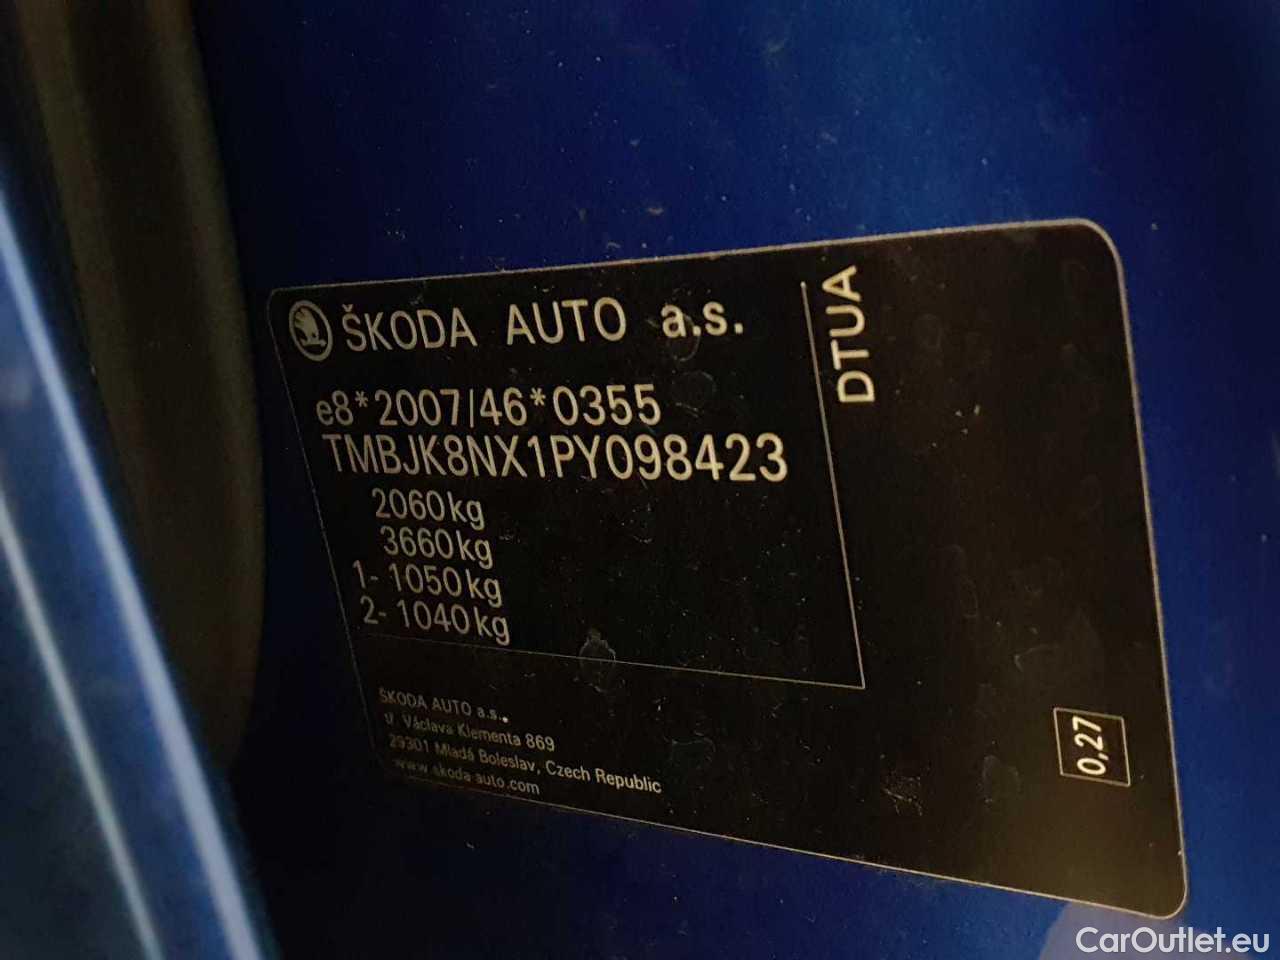 ŠKODA AUTO a.s.
e8*2007/46*0355
TMBJK8NX1PY098423
2060kg
3660kg
1- 1050kg
2- 1040kg
DTUA
ŠKODA AUTO a.s.
tř. Václava Klementa 869
29301 Mladá Boleslav, Czech Republic
www.skoda-auto.com
0,27
CarOutlet.eu